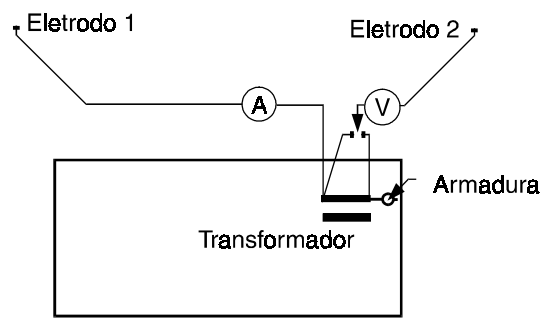 Eletrodo 1
Eletrodo 2
A
V
Armadura
Transformador